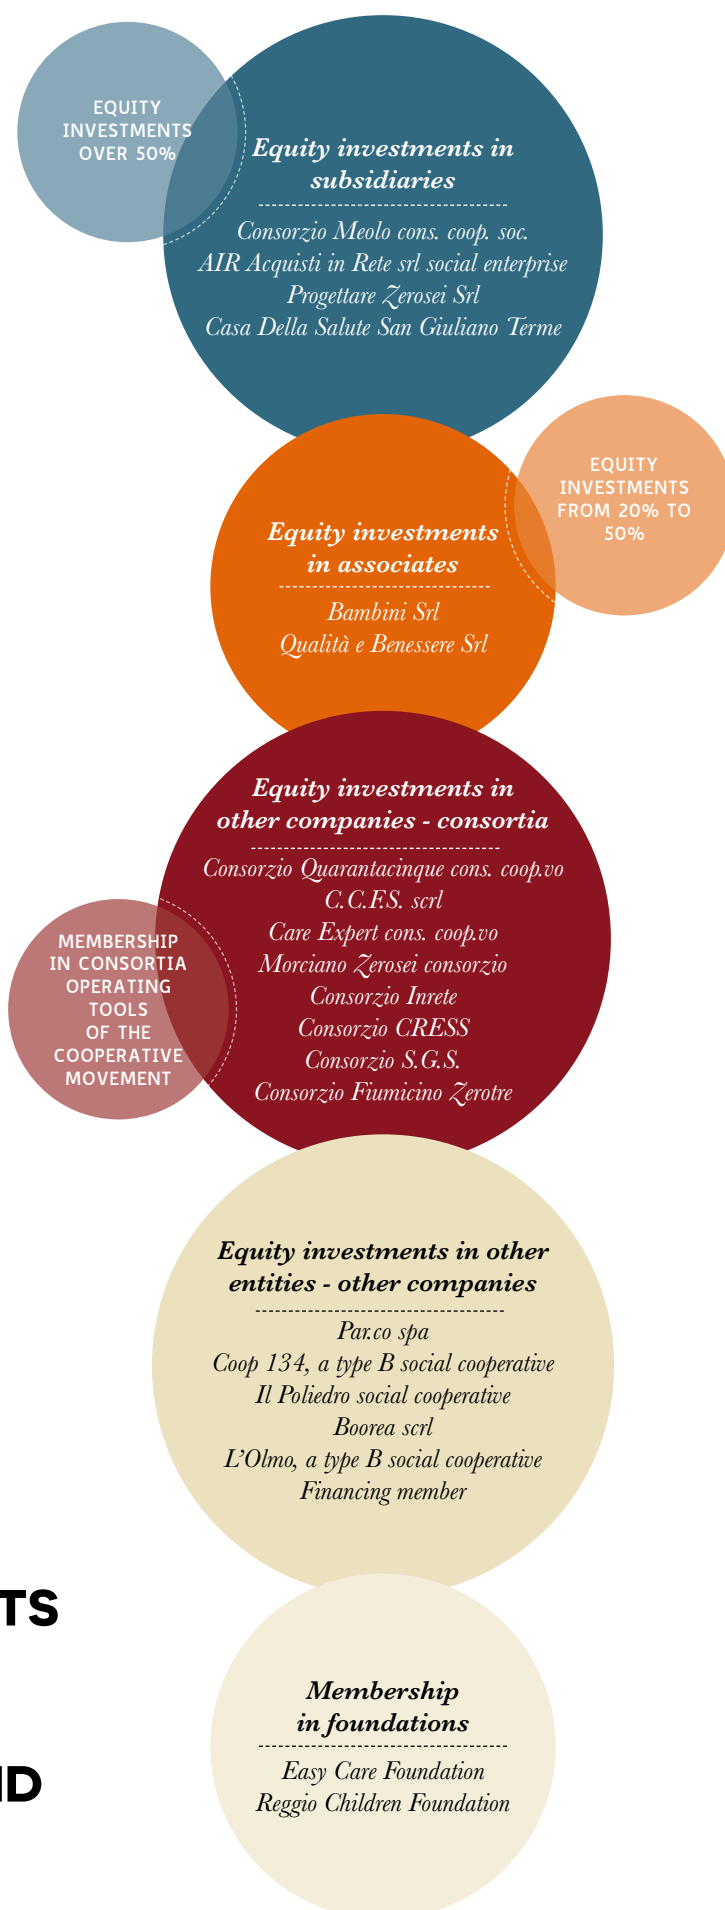 EQUITY
INVESTMENTS
OVER 50%
Equity investments in
subsidiaries
Consorzio Meolo cons. coop. soc.
AIR Acquisti in Rete srl social enterprise
Progettare Zerosei Srl
Casa Della Salute San Giuliano Terme
EQUITY
INVESTMENTS
FROM 20% TO
50%
Equity investments
in associates
Bambini Srl
Qualità e Benessere Srl
Equity investments in
other companies - consortia
Consorzio Quarantacinque cons. coop.vo
C.C.F.S. scrl
Care Expert cons. coop.vo
Morciano Zerosei consorzio
Consorzio Inrete
Consorzio CRESS
Consorzio S.G.S.
Consorzio Fiumicino Zerotre
MEMBERSHIP
IN CONSORTIA
OPERATING
TOOLS
OF THE
COOPERATIVE
MOVEMENT
Equity investments in other
entities - other companies
Par.co spa
Coop 134, a type B social cooperative
Il Poliedro social cooperative
Boorea scrl
L'Olmo, a type B social cooperative
Financing member
TS
Membership
in foundations
Easy Care Foundation
Reggio Children Foundation